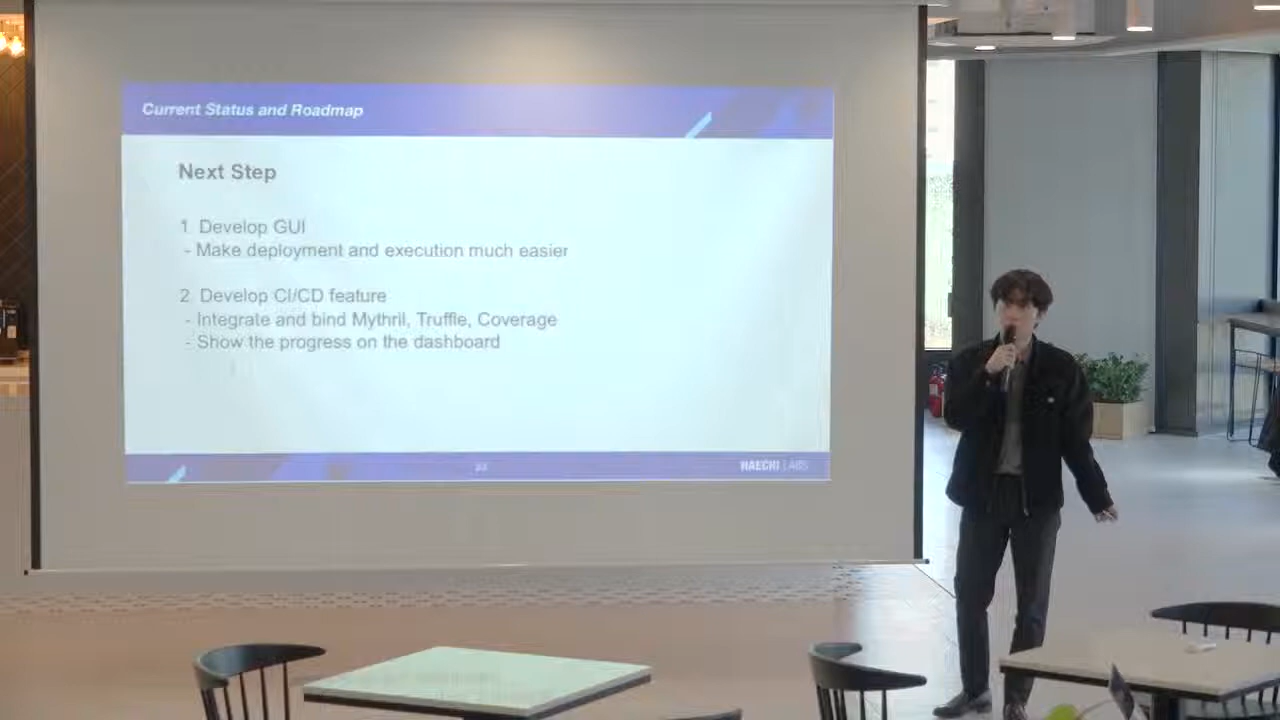 Current Status and Roadmap
Next Step
1. Develop GUI
- Make deployment and execution much easier
2. Develop CI/CD feature
- Integrate and bind Mythril, Truffle, Coverage
- Show the progress on the dashboard
HAECHI LABS